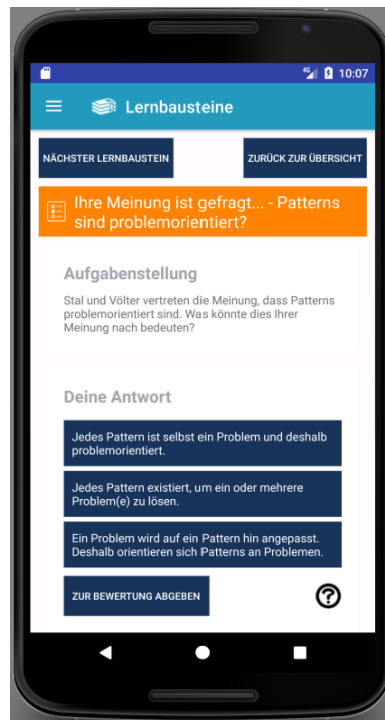 4G 10:07
Lernbausteine
NÄCHSTER LERNBAUSTEIN ZURÜCK ZUR ÜBERSICHT
Ihre Meinung ist gefragt... - Patterns
sind problemorientiert?
Aufgabenstellung
Stal und Völter vertreten die Meinung, dass Patterns
problemorientiert sind. Was könnte dies Ihrer
Meinung nach bedeuten?
Deine Antwort
Jedes Pattern ist selbst ein Problem und deshalb
problemorientiert.
Jedes Pattern existiert, um ein oder mehrere
Problem(e) zu lösen.
Ein Problem wird auf ein Pattern hin angepasst.
Deshalb orientieren sich Patterns an Problemen.
ZUR BEWERTUNG ABGEBEN ?